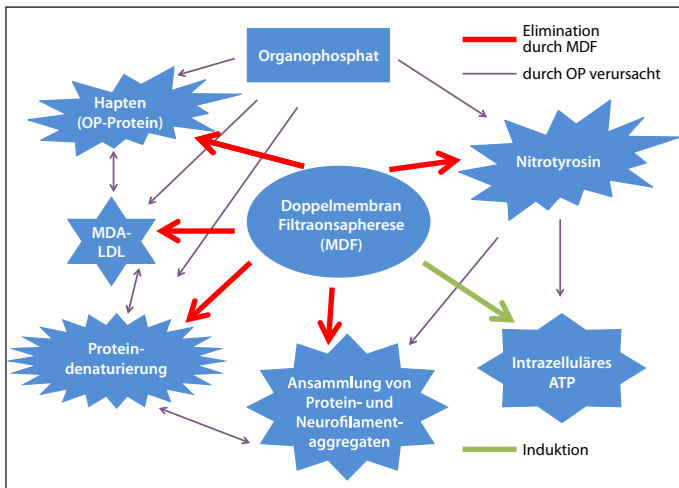 Organophosphat
Elimination
durch MDF
durch OP verursacht
Hapten
(OP-Protein)
Nitrotyrosin
Doppelmembran
Filtraonsapherese
(MDF)
MDA-
LDL
Protein-
denaturierung
Ansammlung von
Protein- und
Neurofilament-
aggregaten
Intrazelluläres
ATP
Induktion